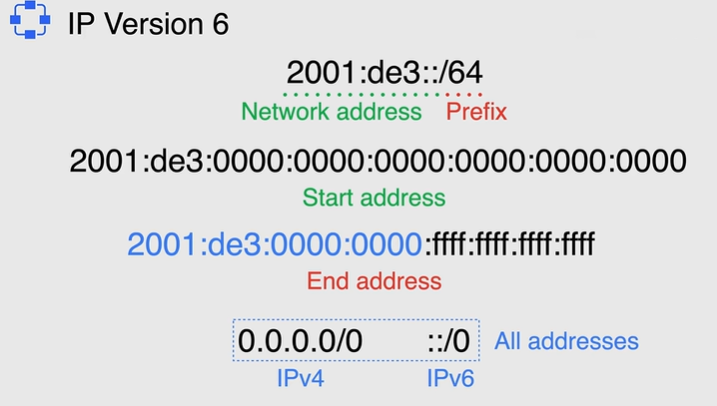 IP Version 6
2001:de3::/64
Network address Prefix
2001:de3:0000:0000:0000:0000:0000:0000
Start address
2001:de3:0000:0000:ffff:ffff:ffff:ffff
End address
0.0.0.0/0 ::/0 All addresses
IPv4 IPv6